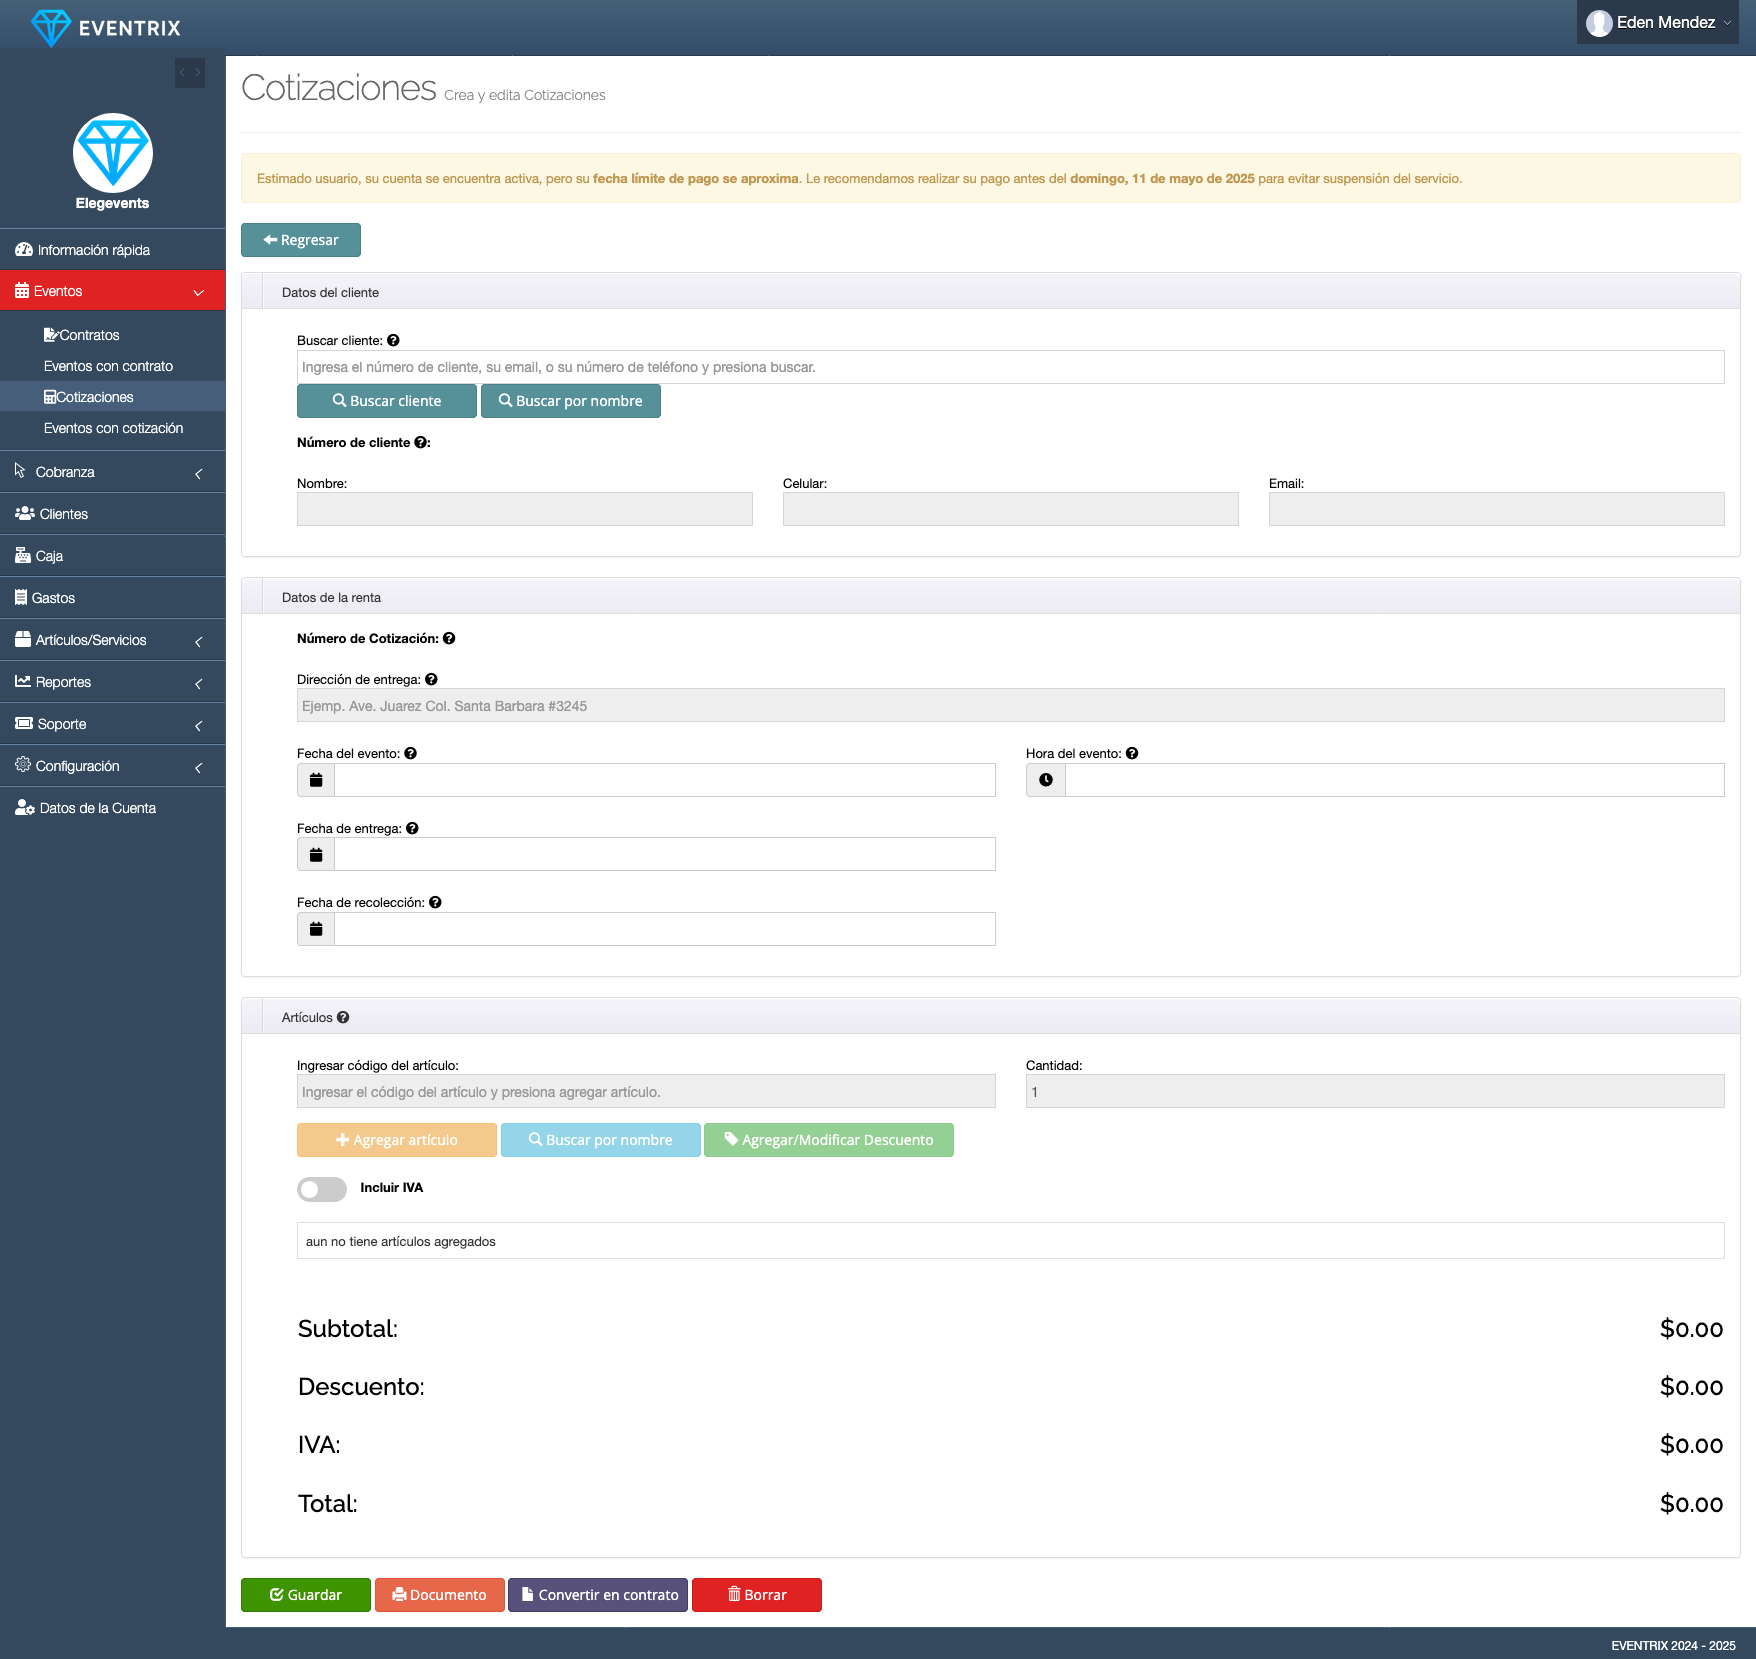 EVENTRIX
Eden Mendez
Elegevents
Información rápida
Eventos
Contratos
Eventos con contrato
Cotizaciones
Eventos con cotización
Cobranza
Clientes
Caja
Gastos
Artículos/Servicios
Reportes
Soporte
Configuración
Datos de la Cuenta
Cotizaciones Crea y edita Cotizaciones
Estimado usuario, su cuenta se encuentra activa, pero su fecha límite de pago se aproxima. Le recomendamos realizar su pago antes del domingo, 11 de mayo de 2025 para evitar suspensión del servicio.
Regresar
Datos del cliente
Buscar cliente:
Ingresa el número de cliente, su email, o su número de teléfono y presiona buscar.
Buscar cliente Buscar por nombre
Número de cliente :
Nombre: Celular: Email:
Datos de la renta
Número de Cotización:
Dirección de entrega:
Ejemp. Ave. Juarez Col. Santa Barbara #3245
Fecha del evento: Hora del evento:
Fecha de entrega:
Fecha de recolección:
Artículos
Ingresar código del artículo: Cantidad:
Ingresar el código del artículo y presiona agregar artículo. 1
Agregar artículo Buscar por nombre Agregar/Modificar Descuento
Incluir IVA
aun no tiene artículos agregados
Subtotal: $0.00
Descuento: $0.00
IVA: $0.00
Total: $0.00
Guardar Documento Convertir en contrato Borrar
EVENTRIX 2024 - 2025